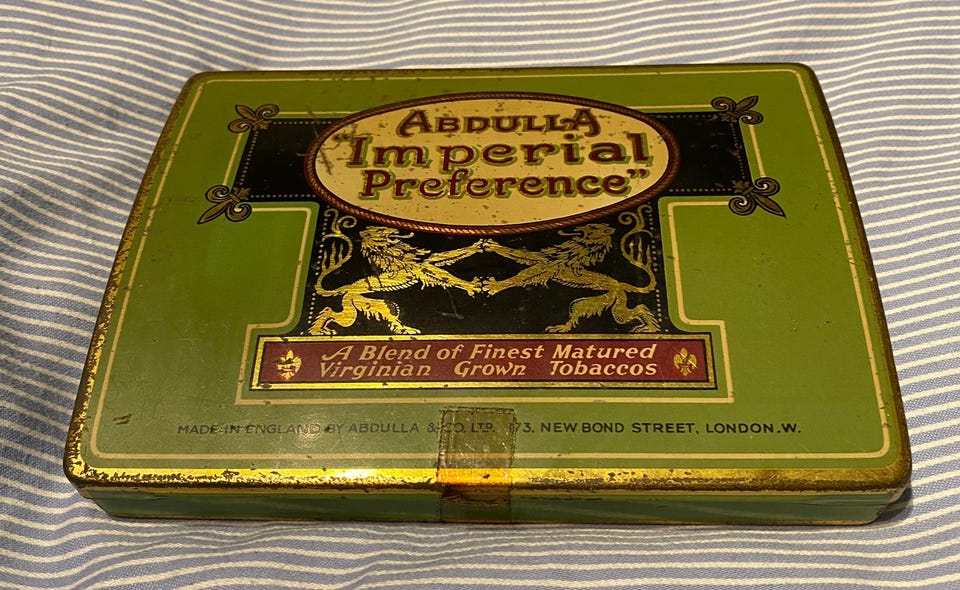 ABDULLA
"Imperial
Preference"
A Blend of Finest Matured
Virginian Grown Tobaccos
MADE IN ENGLAND BY ABDULLA & CO. LTD. 173, NEW BOND STREET, LONDON.W.